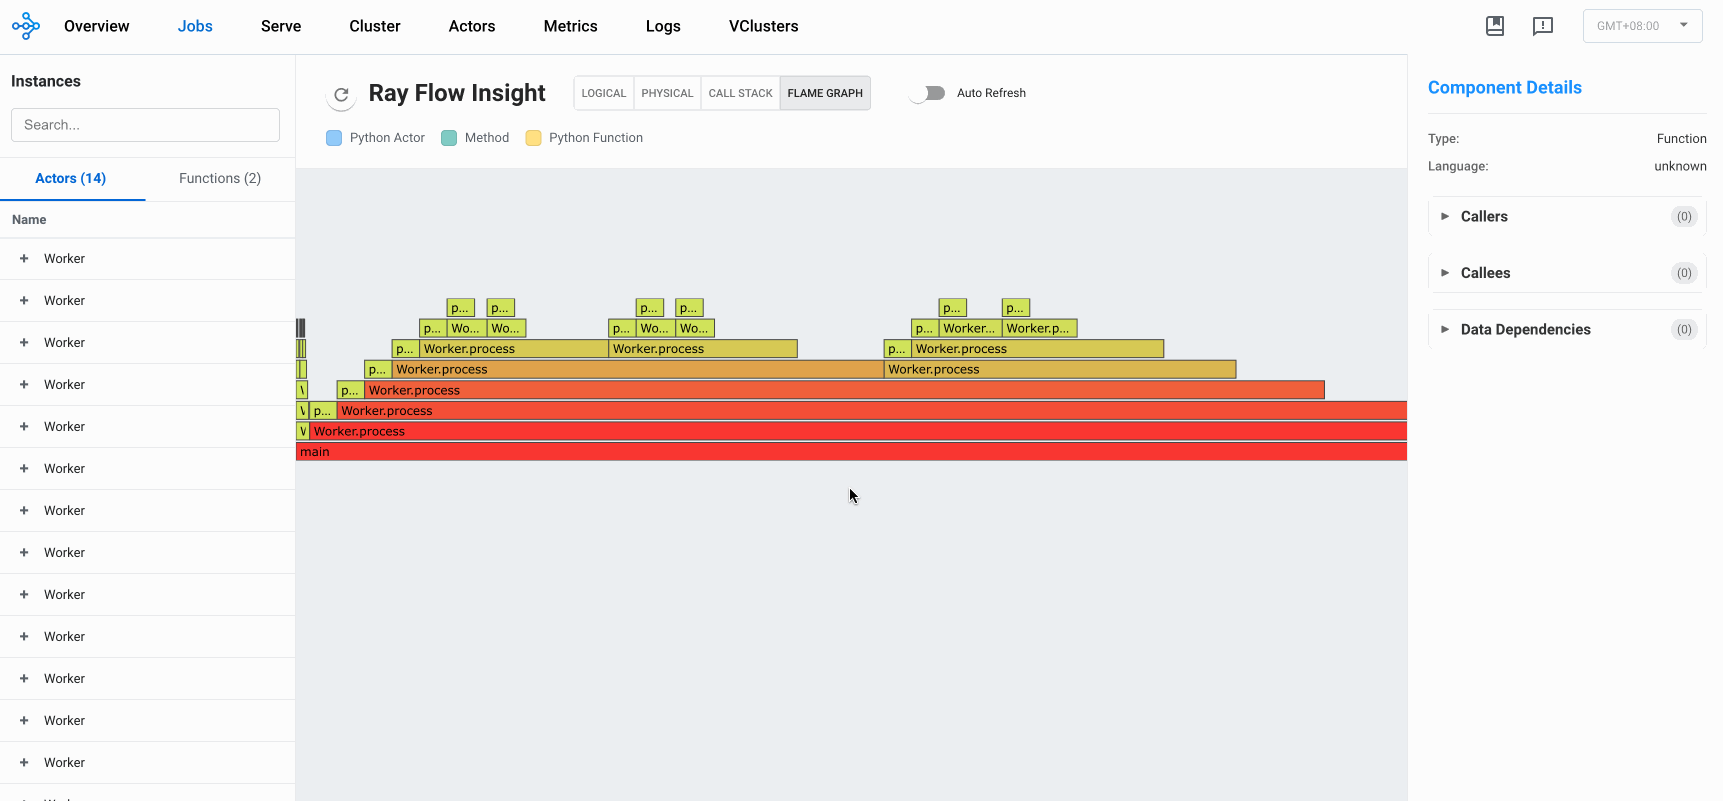 Overview Jobs Serve Cluster Actors Metrics Logs VClusters GMT+08:00
Instances
Search...
Actors (14) Functions (2)
Name
Worker
Worker
Worker
Worker
Worker
Worker
Worker
Worker
Worker
Worker
Worker
Worker
Worker
Ray Flow Insight LOGICAL PHYSICAL CALL STACK FLAME GRAPH Auto Refresh
Python Actor Method Python Function
p... p... p... p... p... p...
p... Wo... Wo... p... Wo... Wo... p... Worker... Worker.p...
p... Worker.process Worker.process p... Worker.process
p... Worker.process Worker.process
p... Worker.process
p... Worker.process
Worker.process
main
Component Details
Type: Function
Language: unknown
Callers (0)
Callees (0)
Data Dependencies (0)